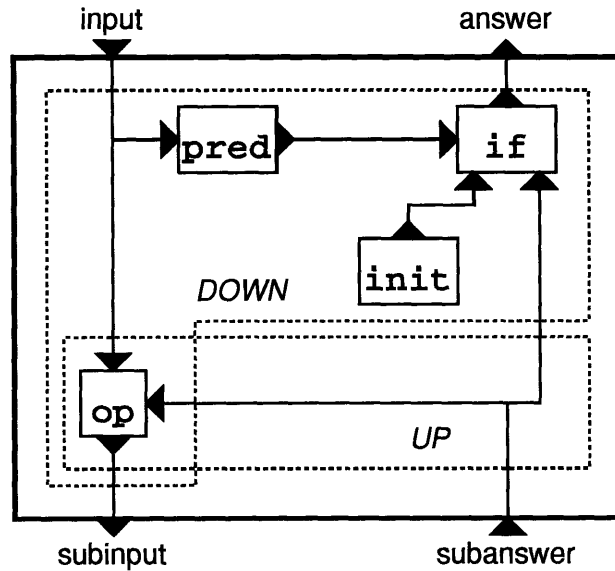 input answer
pred if
init
DOWN
op
UP
subinput subanswer